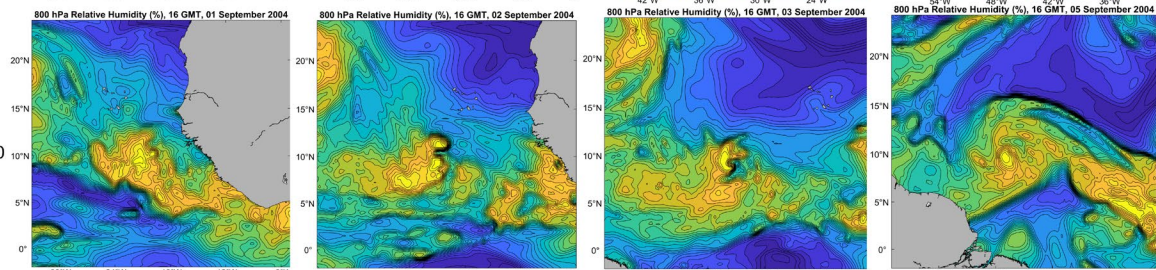 800 hPa Relative Humidity (%), 16 GMT, 01 September 2004
20°N
15°N
10°N
5°N
0°
0
800 hPa Relative Humidity (%), 16 GMT, 02 September 2004
20°N
15°N
10°N
5°N
0°
42°W 36°W 30°W 24°W
800 hPa Relative Humidity (%), 16 GMT, 03 September 2004
20°N
15°N
10°N
5°N
0°
54°W 48°W 42°W 36°W
800 hPa Relative Humidity (%), 16 GMT, 05 September 2004
20°N
15°N
10°N
5°N
0°